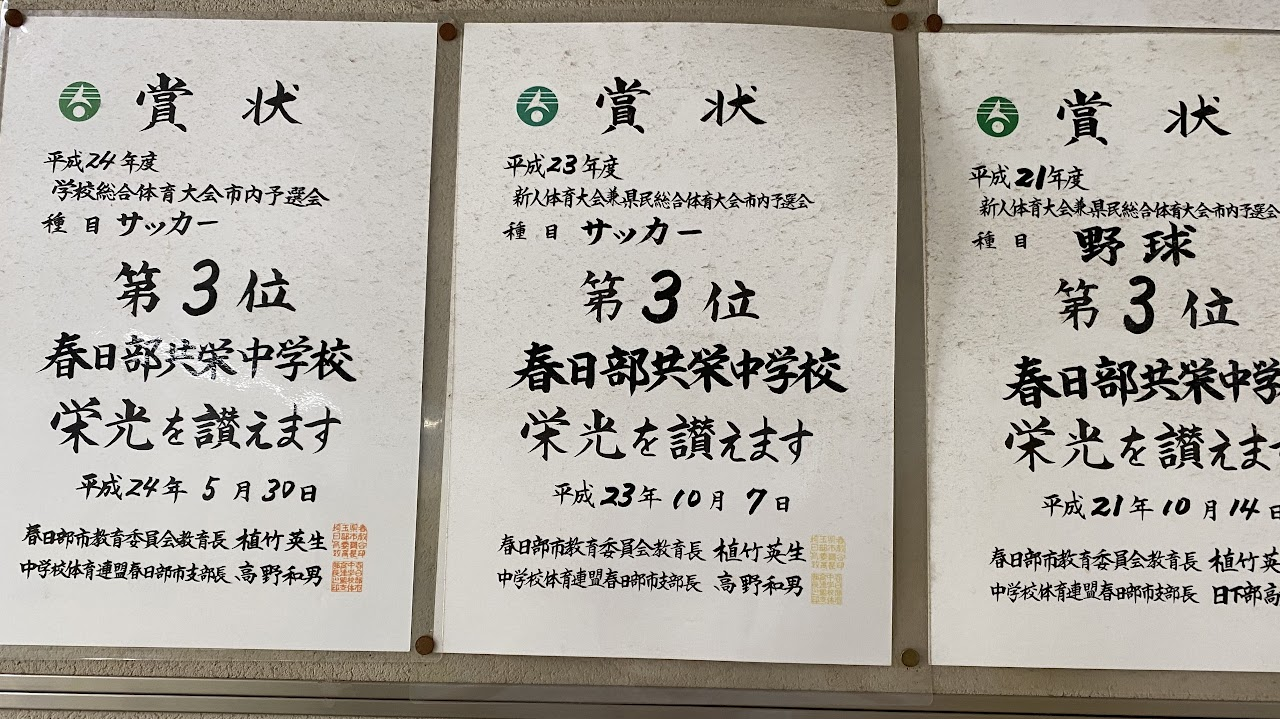 賞状
平成24年度
学校総合体育大会市内予選会
種目 サッカー
第3位
春日部共栄中学校
栄光を讃えます
平成24年5月30日
春日部市教育委員会教育長 植竹英生
中学校体育連盟春日部市支部長 高野和男
賞状
平成23年度
新人体育大会兼県民総合体育大会市内予選会
種目 サッカー
第3位
春日部共栄中学校
栄光を讃えます
平成23年10月7日
春日部市教育委員会教育長 植竹英生
中学校体育連盟春日部市支部長 高野和男
賞状
平成21年度
新人体育大会兼県民総合体育大会市内予選会
種目 野球
第3位
春日部共栄中学
栄光を讃えます
平成21年10月14日
春日部市教育委員会教育長 植竹英
中学校体育連盟春日部市支部長 日下部高